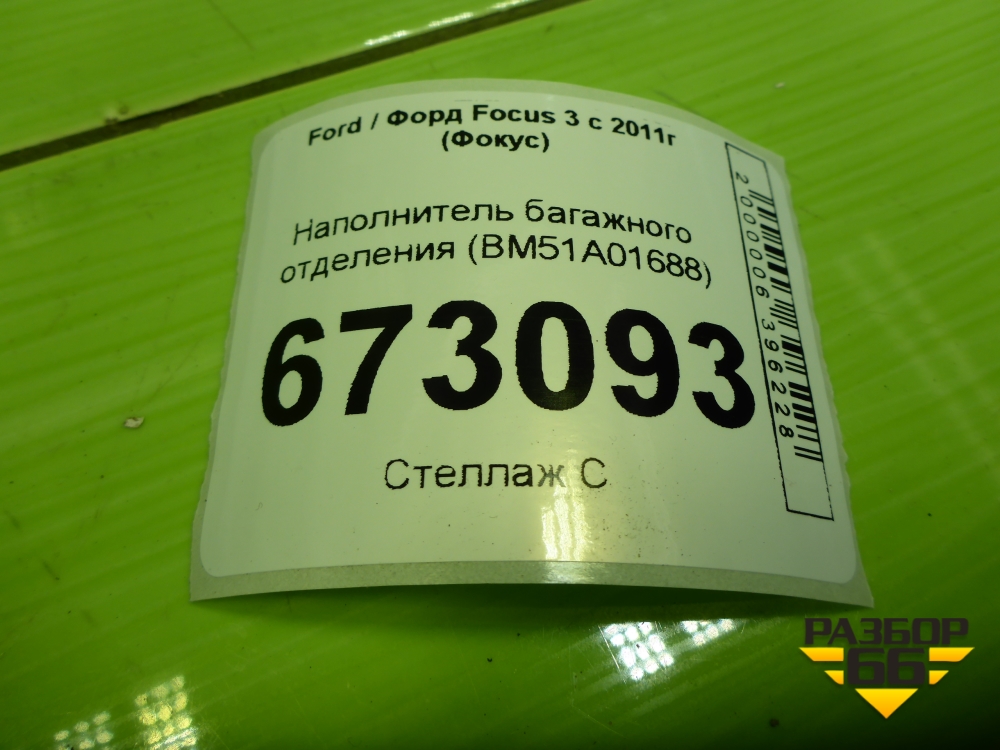 Ford / Форд Focus 3 с 2011г
(Фокус)
Наполнитель багажного
отделения (BM51A01688)
673093
Стеллаж С
2000006396228
РАЗБОР
66